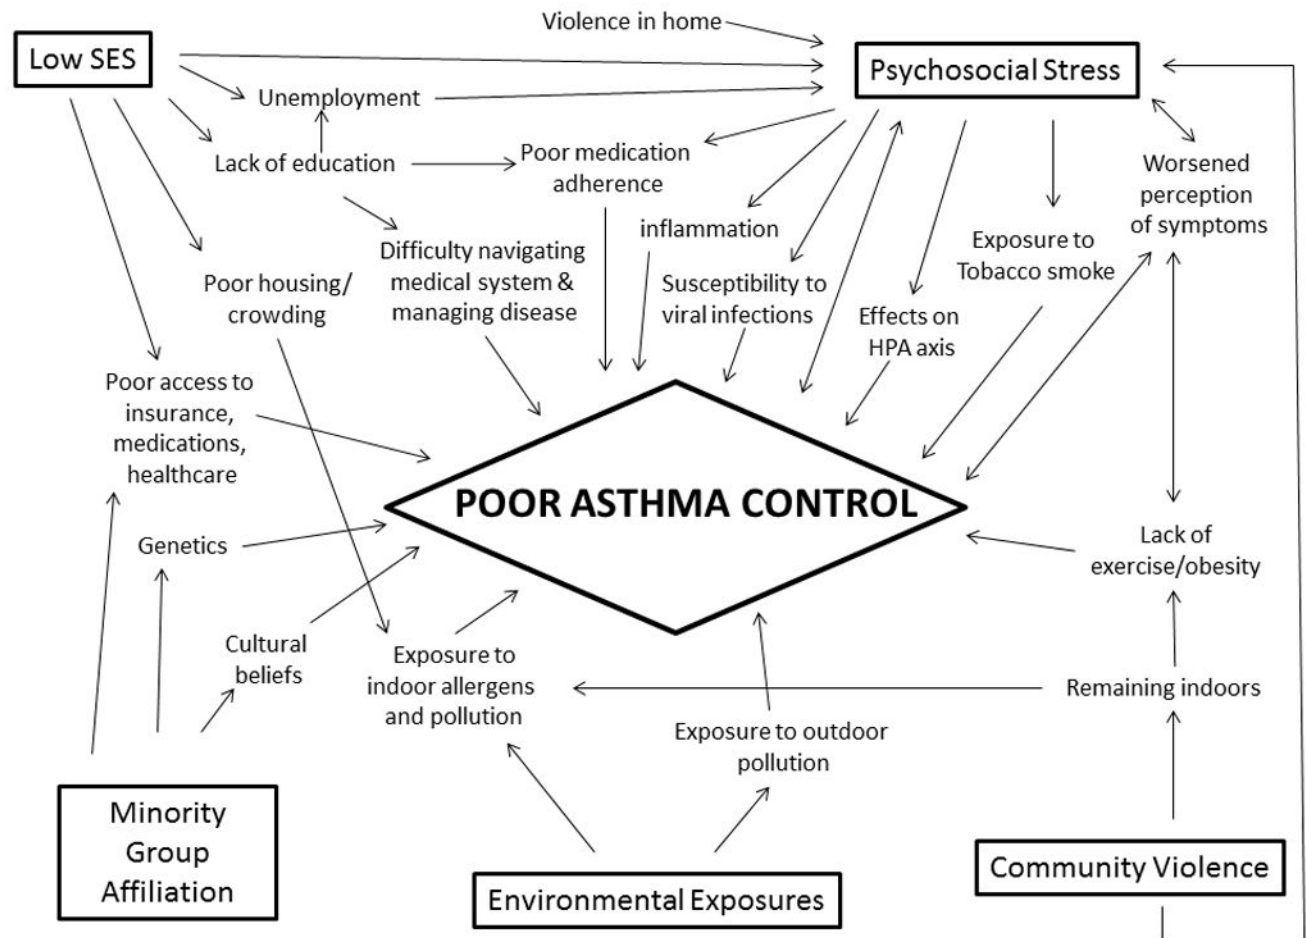 Violence in home
Low SES
Psychosocial Stress
Unemployment
Lack of education
Poor medication
adherence
Worsened
perception
of symptoms
inflammation
Difficulty navigating
medical system &
managing disease
Exposure to
Tobacco smoke
Poor housing/
crowding
Susceptibility to
viral infections
Effects on
HPA axis
Poor access to
insurance,
medications,
healthcare
POOR ASTHMA CONTROL
Genetics
Lack of
exercise/obesity
Cultural
beliefs
Exposure to
indoor allergens
and pollution
Remaining indoors
Exposure to outdoor
pollution
Minority
Group
Affiliation
Environmental Exposures
Community Violence